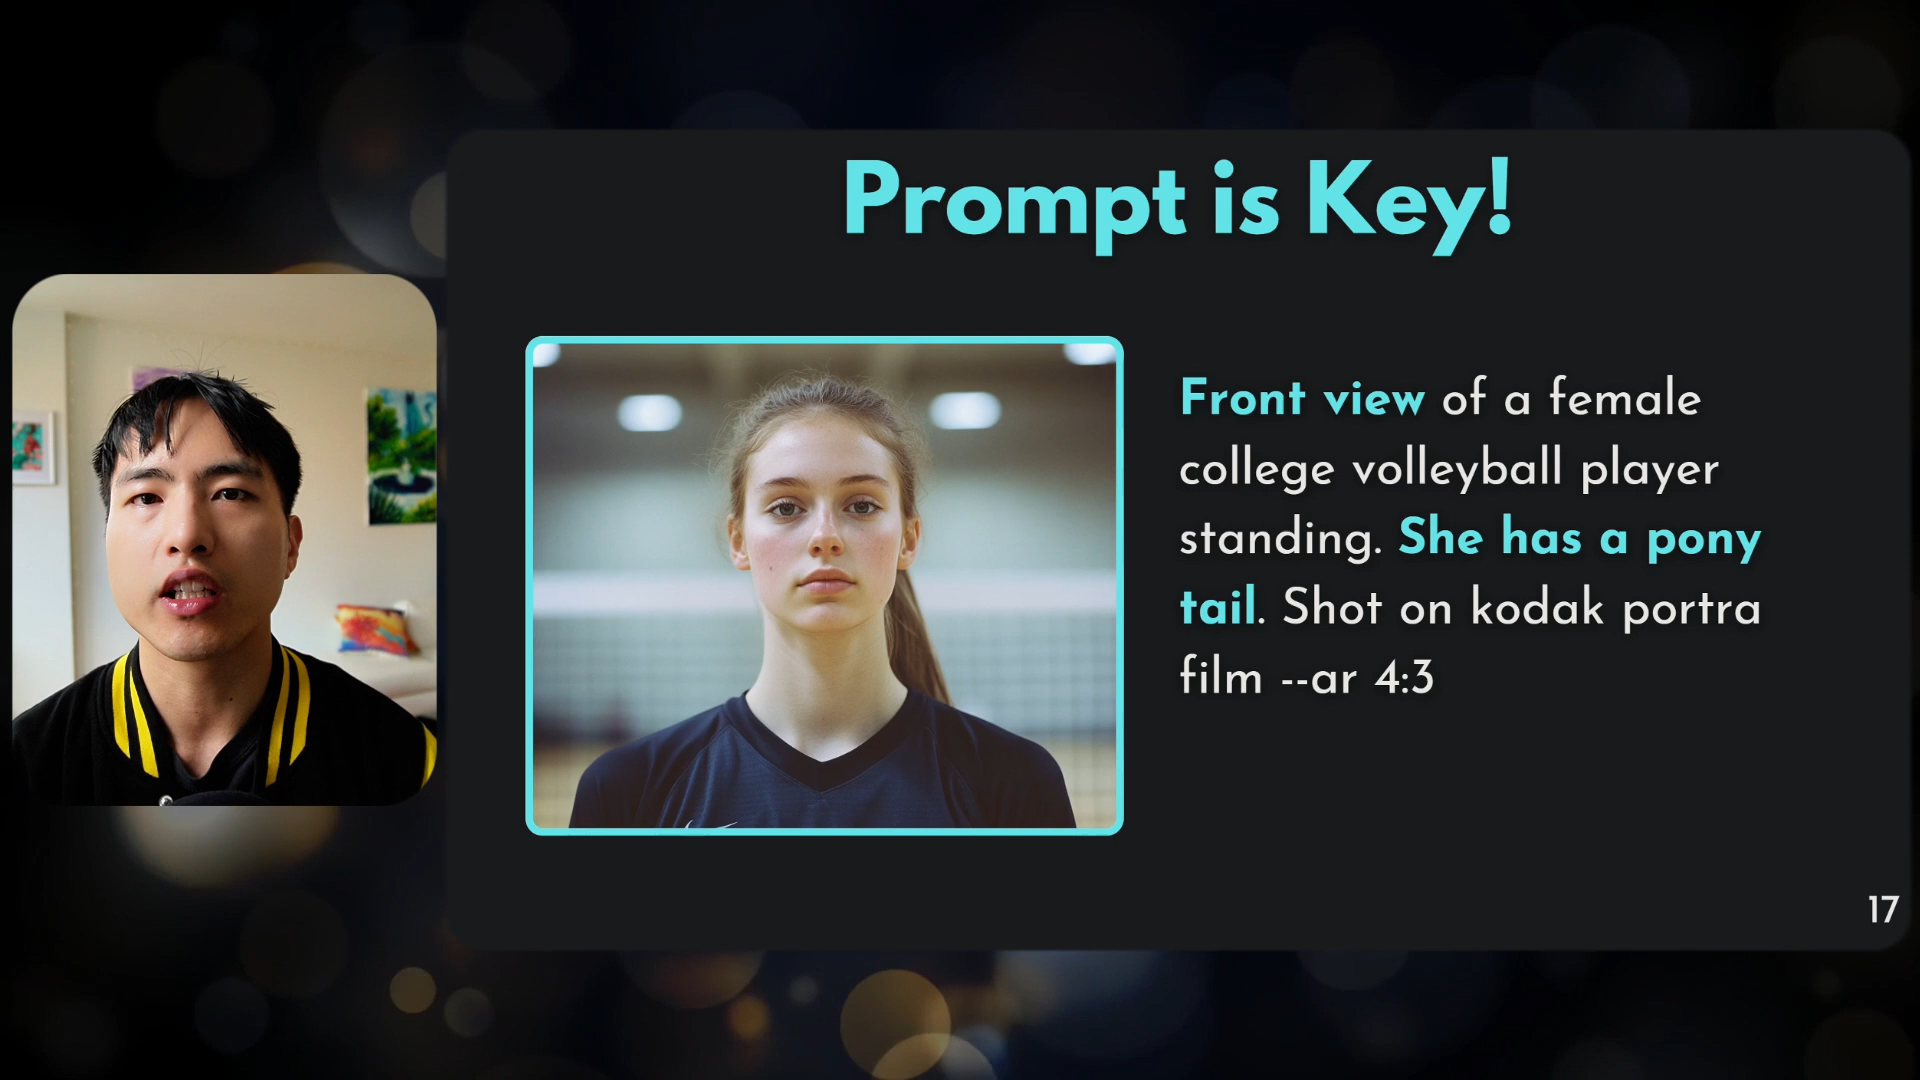 Prompt is Key!
Front view of a female
college volleyball player
standing. She has a pony
tail. Shot on kodak portra
film --ar 4:3
17